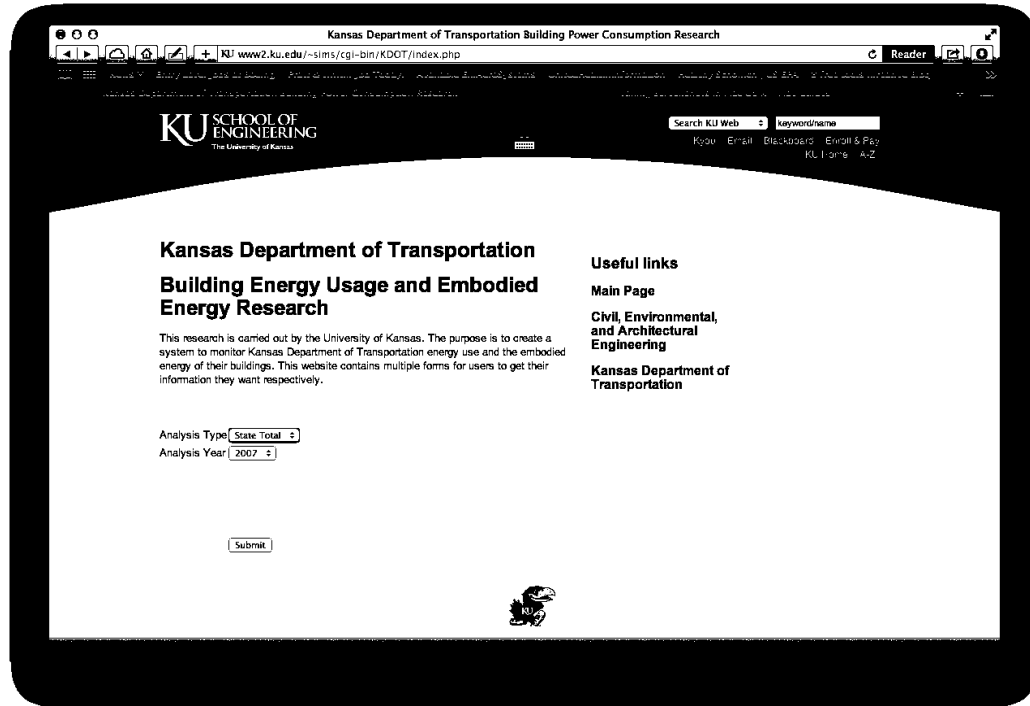 Kansas Department of Transportation Building Power Consumption Research
KU www2.ku.edu/~sims/cgi-bin/KDOT/index.php
Reader
KU SCHOOL OF ENGINEERING
The University of Kansas
Search KU Web
keyword/name
Kyou Email Blackboard Enroll & Pay
KU Home A-Z
Kansas Department of Transportation
Building Energy Usage and Embodied
Energy Research
This research is carried out by the University of Kansas. The purpose is to create a
system to monitor Kansas Department of Transportation energy use and the embodied
energy of their buildings. This website contains multiple forms for users to get their
information they want respectively.
Analysis Type State Total
Analysis Year 2007
Submit
Useful links
Main Page
Civil, Environmental,
and Architectural
Engineering
Kansas Department of
Transportation
KU